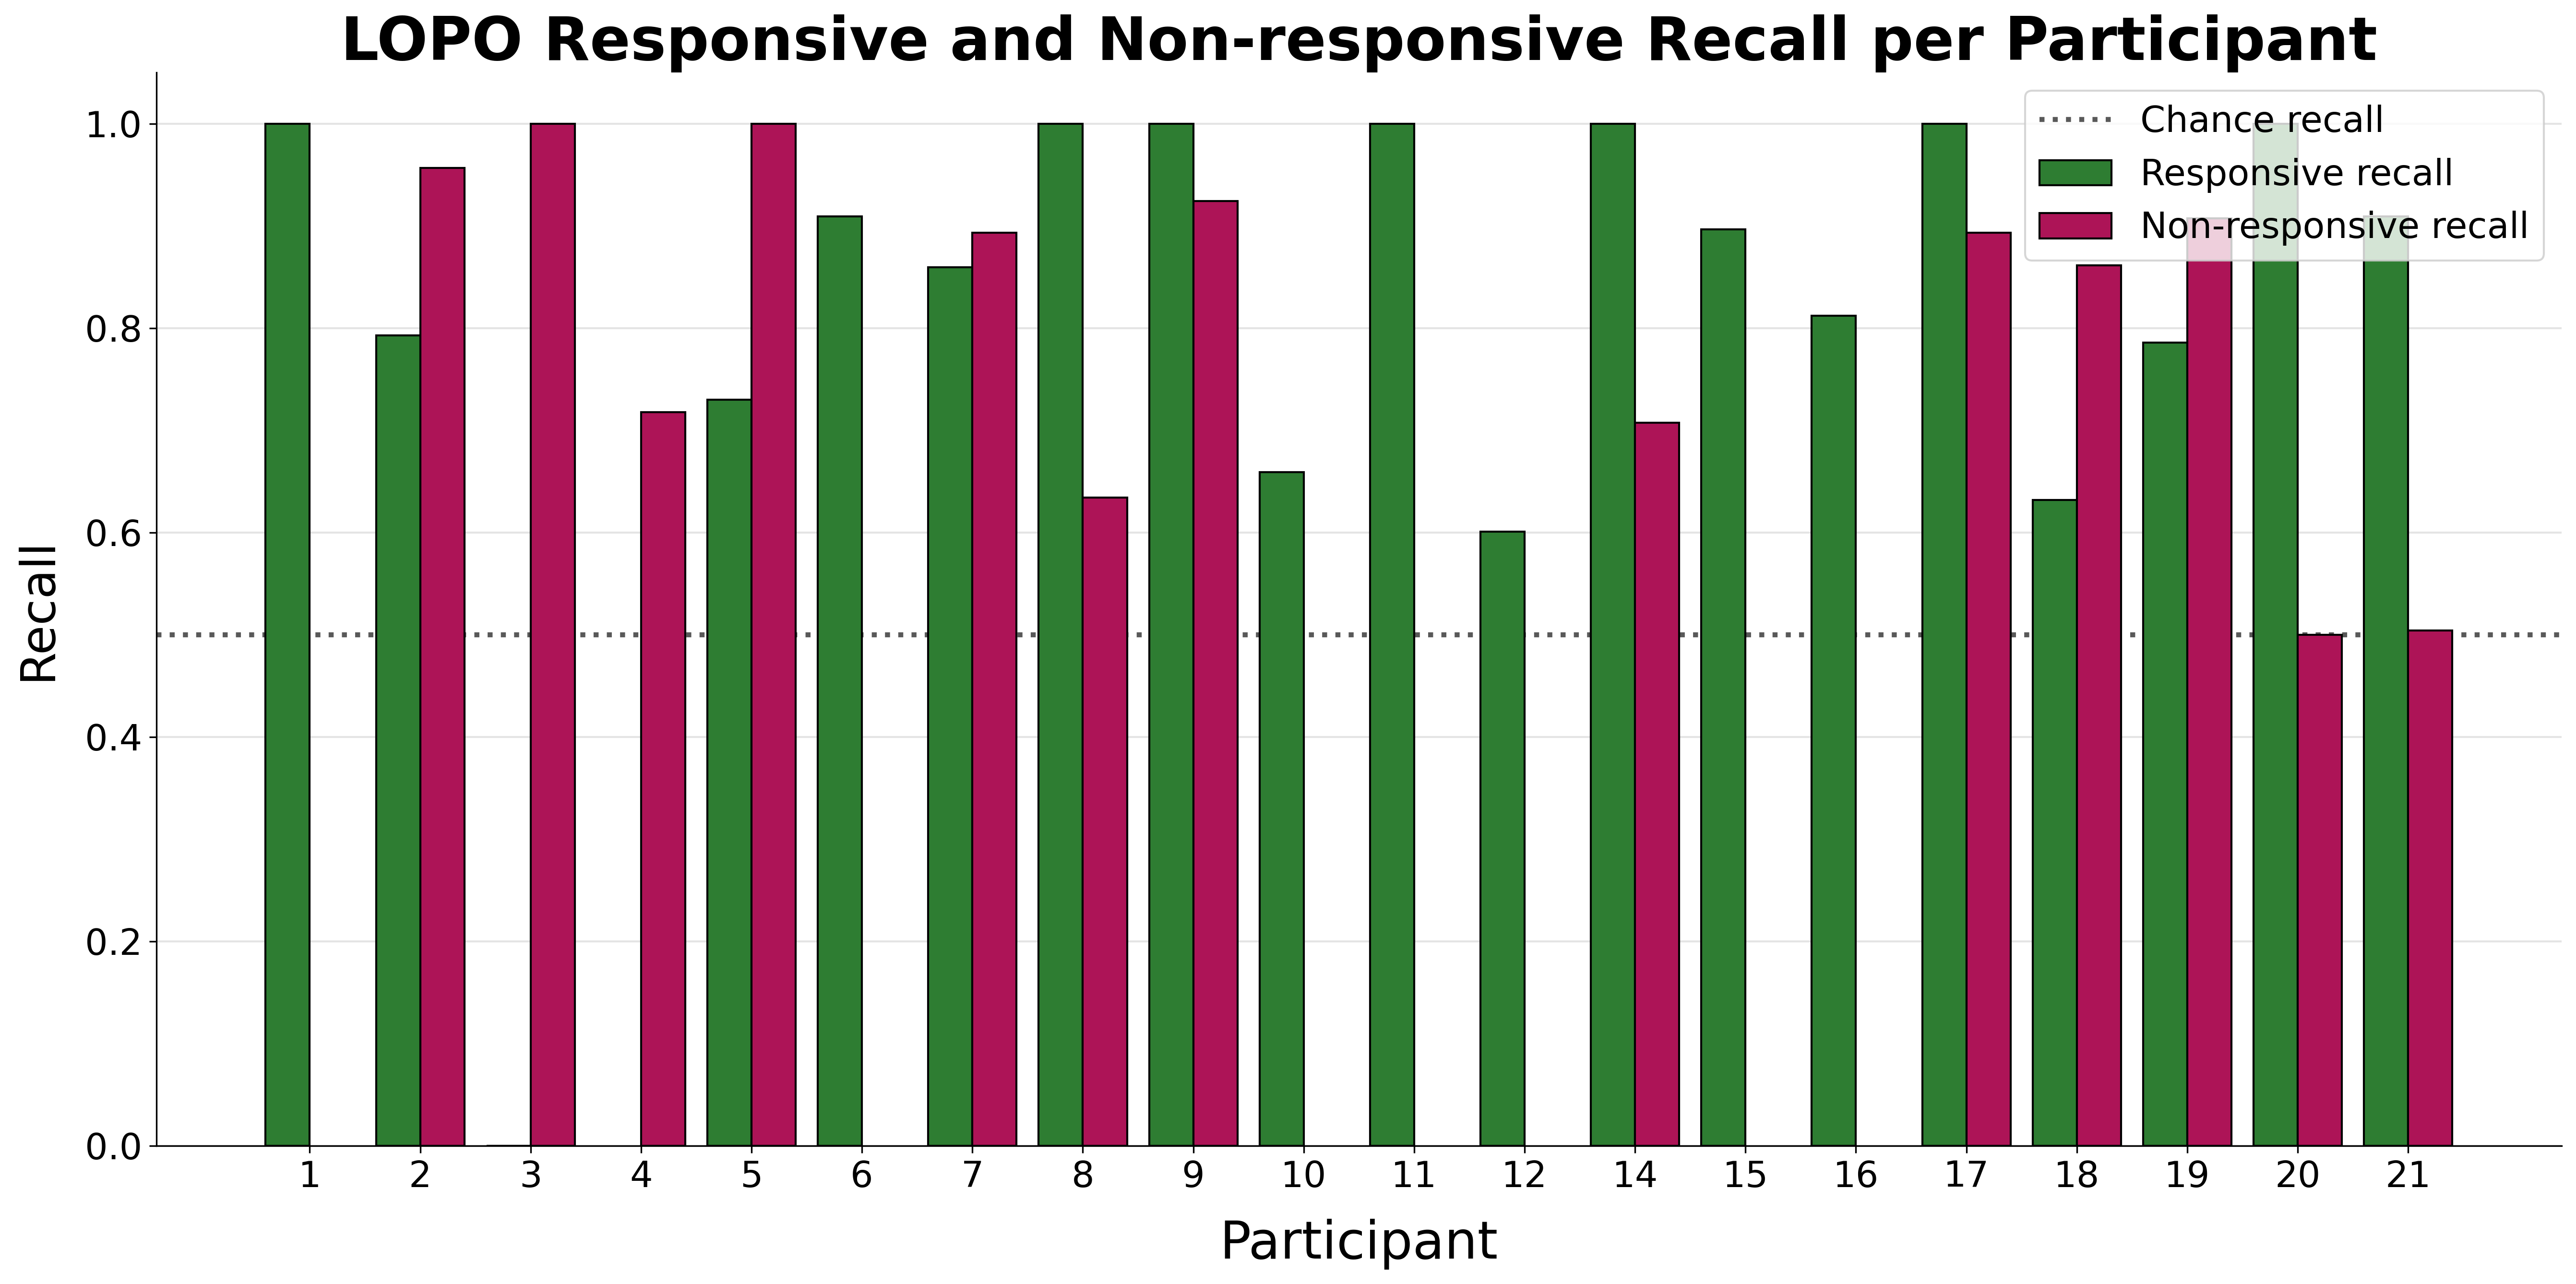 LOPO Responsive and Non-responsive Recall per Participant
Chance recall
Responsive recall
Non-responsive recall
1.0
0.8
0.6
0.4
0.2
0.0
Recall
1 2 3 4 5 6 7 8 9 10 11 12 14 15 16 17 18 19 20 21
Participant